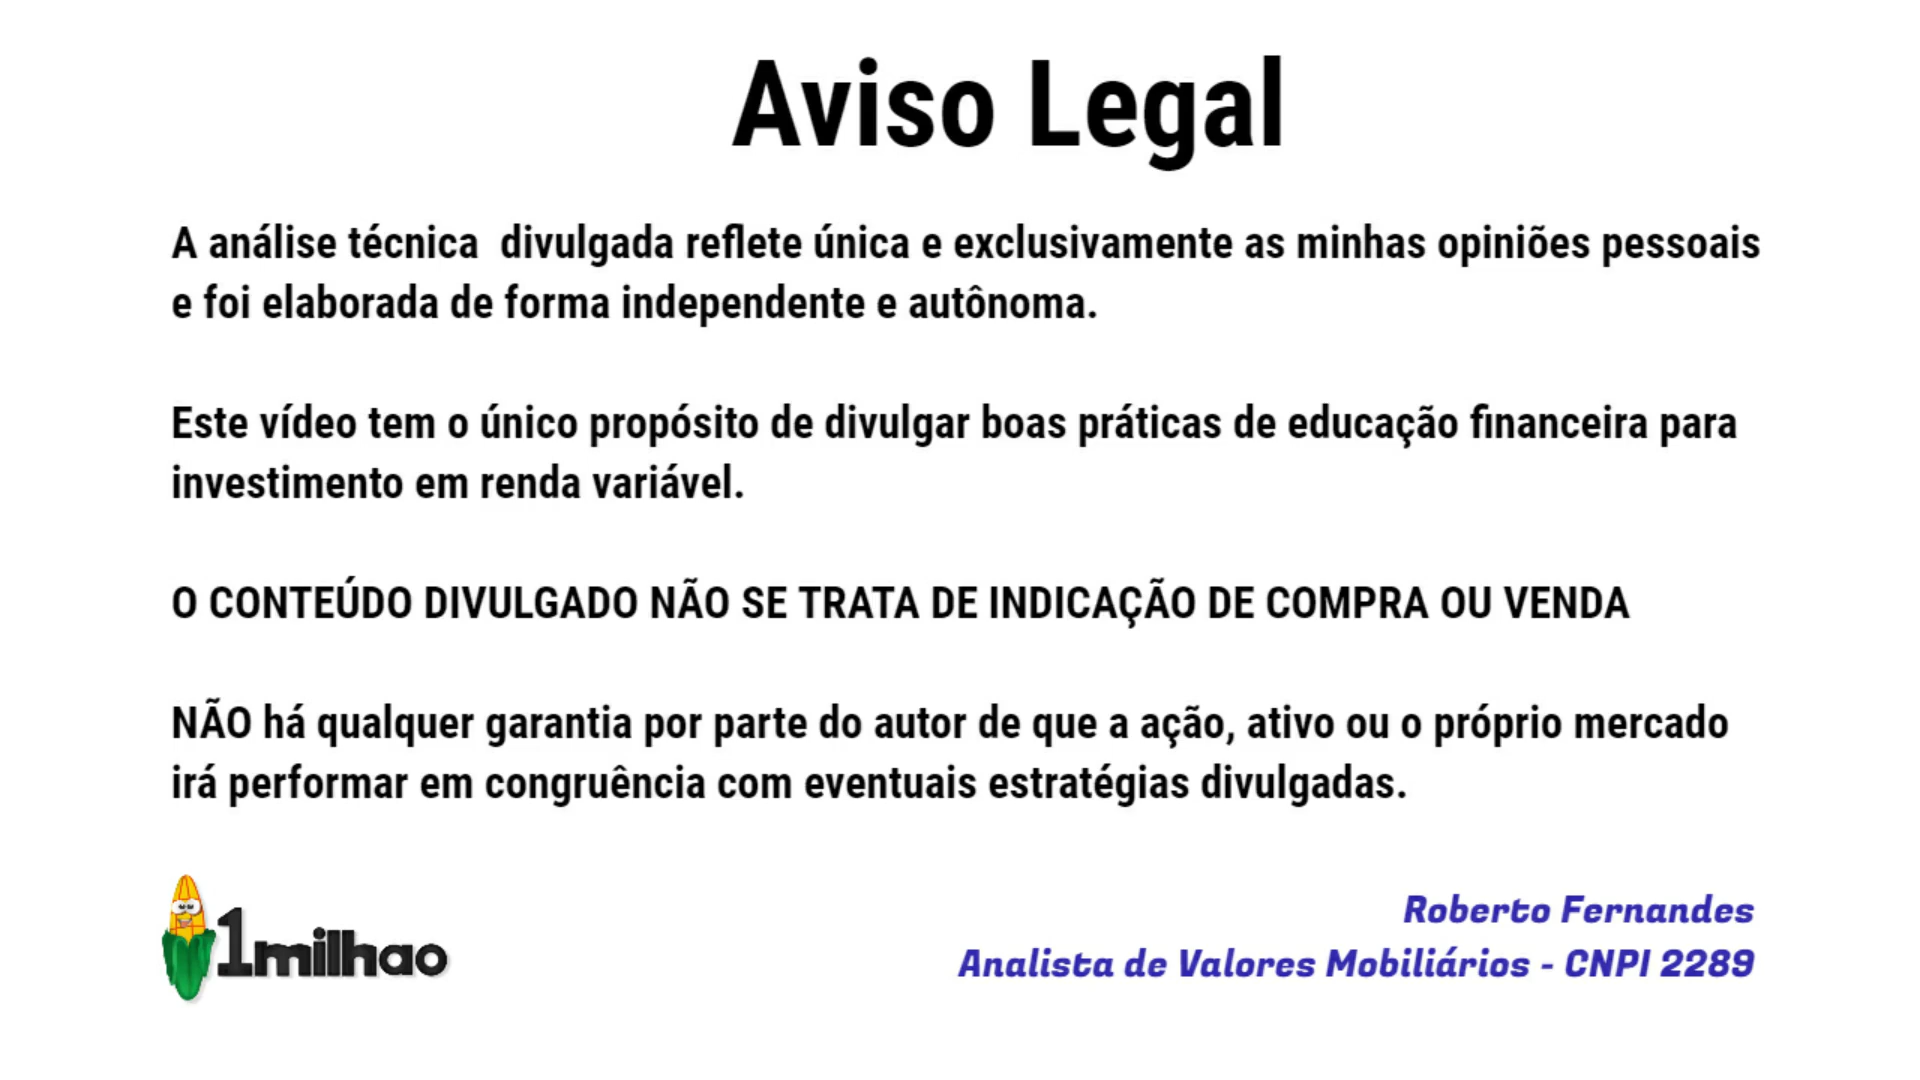 Aviso Legal
A análise técnica divulgada reflete única e exclusivamente as minhas opiniões pessoais
e foi elaborada de forma independente e autônoma.
Este vídeo tem o único propósito de divulgar boas práticas de educação financeira para
investimento em renda variável.
O CONTEÚDO DIVULGADO NÃO SE TRATA DE INDICAÇÃO DE COMPRA OU VENDA
NÃO há qualquer garantia por parte do autor de que a ação, ativo ou o próprio mercado
irá performar em congruência com eventuais estratégias divulgadas.
1milhao
Roberto Fernandes
Analista de Valores Mobiliários - CNPI 2289